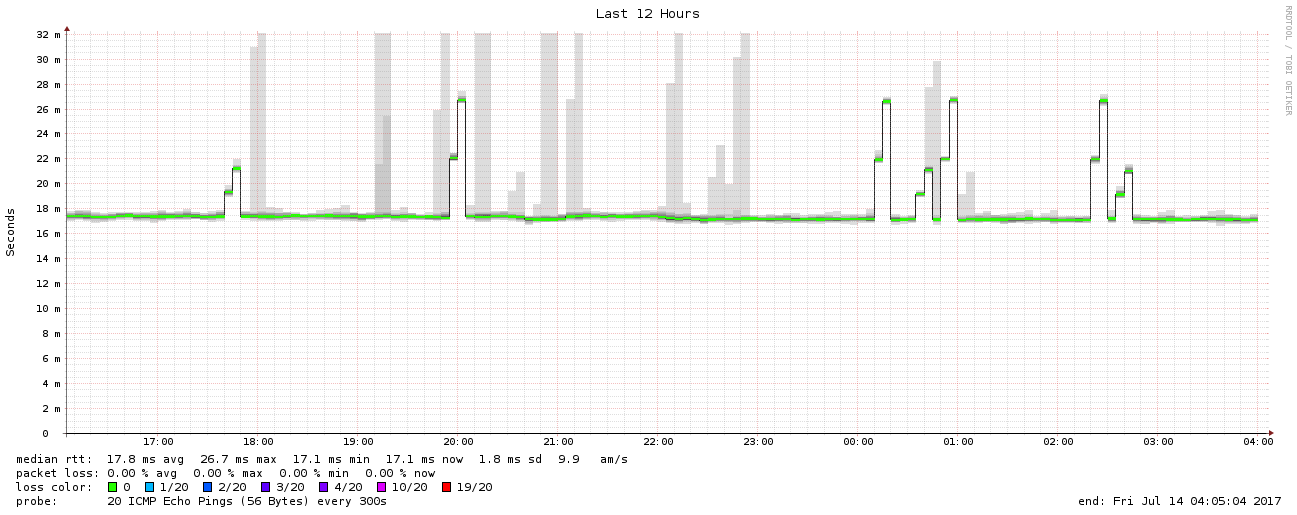 Last 12 Hours
RRDTOOL / TOBI OETIKER
Seconds
32 m
30 m
28 m
26 m
24 m
22 m
20 m
18 m
16 m
14 m
12 m
10 m
8 m
6 m
4 m
2 m
0
17:00 18:00 19:00 20:00 21:00 22:00 23:00 00:00 01:00 02:00 03:00 04:00
median rtt: 17.8 ms avg 26.7 ms max 17.1 ms min 17.1 ms now 1.8 ms sd 9.9 am/s
packet loss: 0.00 % avg 0.00 % max 0.00 % min 0.00 % now
loss color: 0 1/20 2/20 3/20 4/20 10/20 19/20
probe: 20 ICMP Echo Pings (56 Bytes) every 300s end: Fri Jul 14 04:05:04 2017